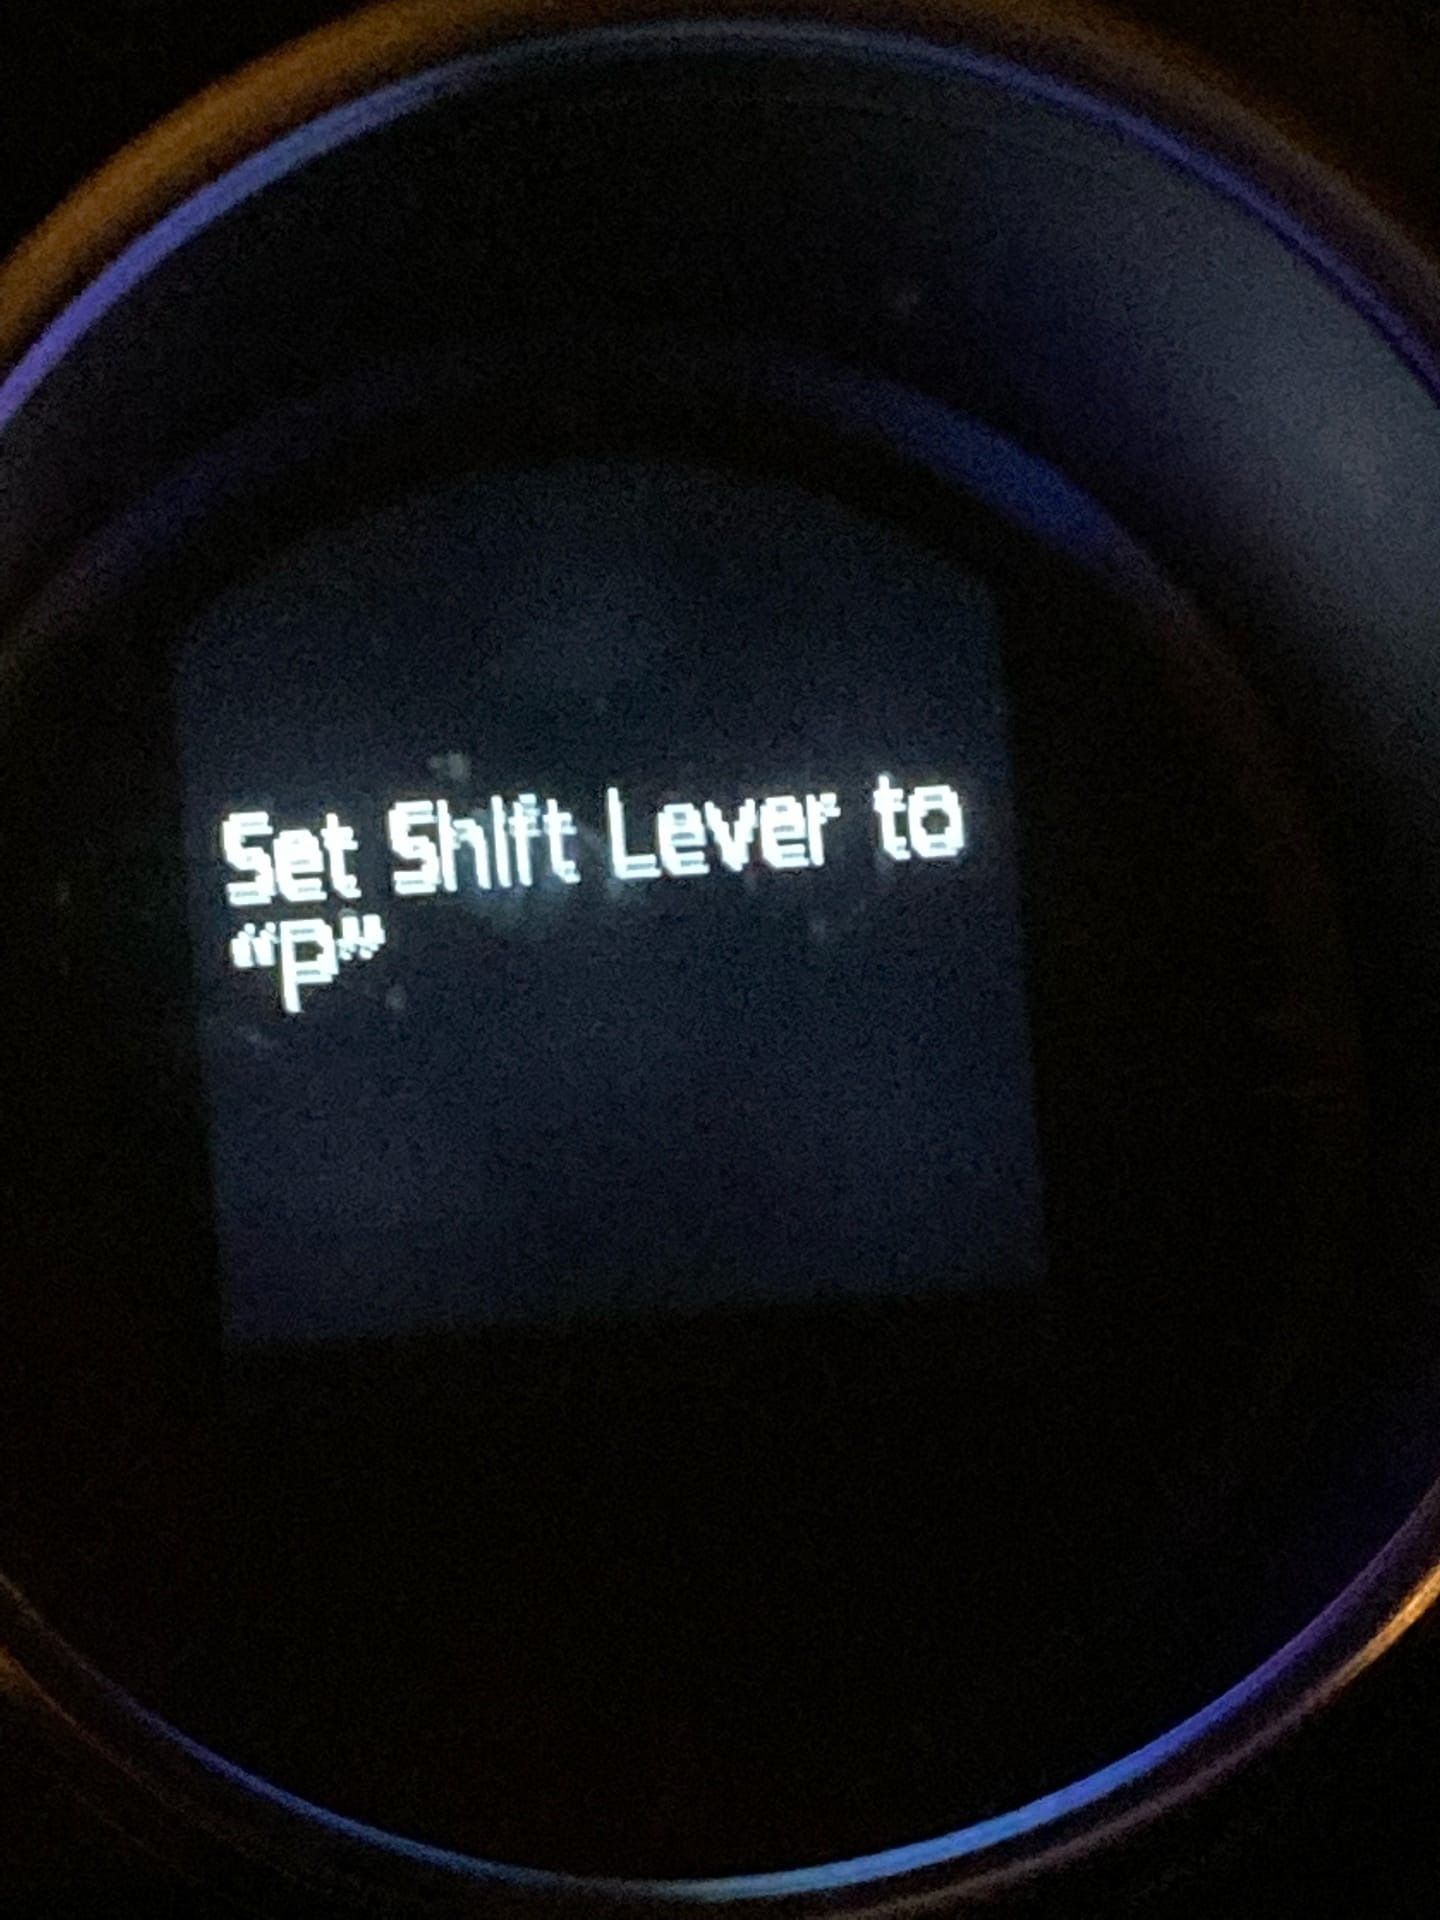 Set Shift Lever to
“P”